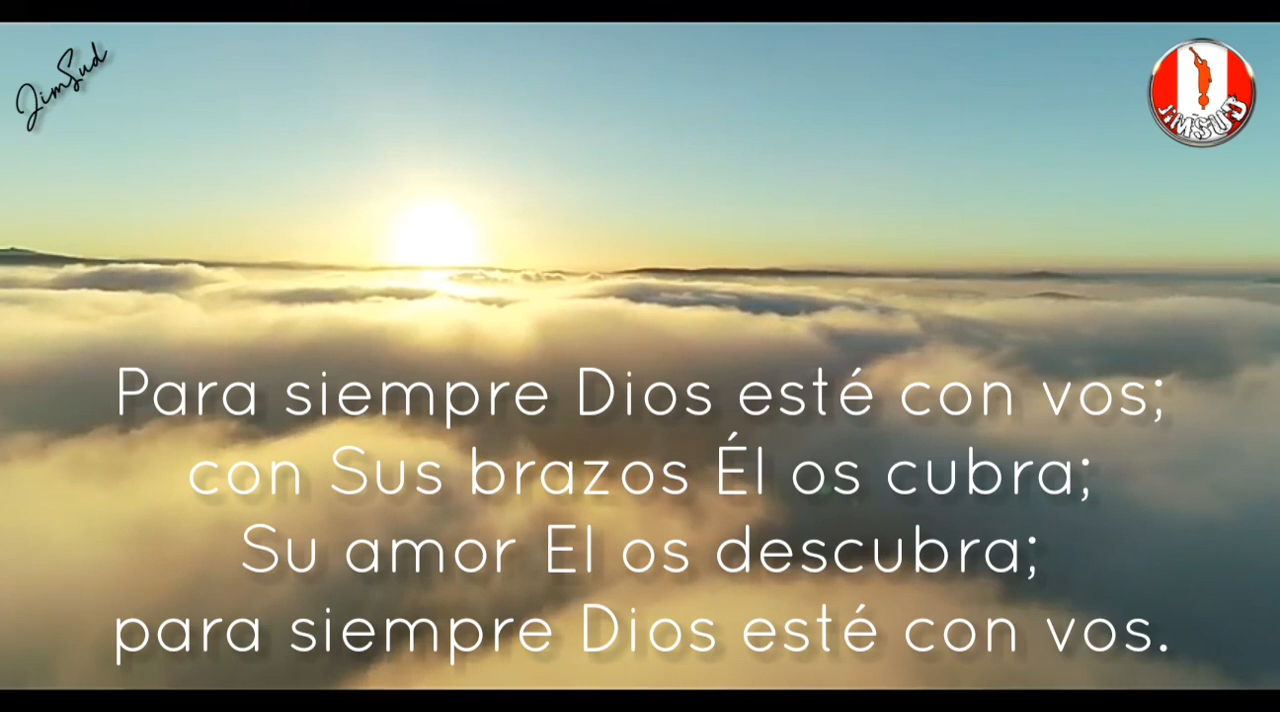 JimSud
JIMSUD
Para siempre Dios esté con vos;
con Sus brazos Él os cubra;
Su amor El os descubra;
para siempre Dios esté con vos.